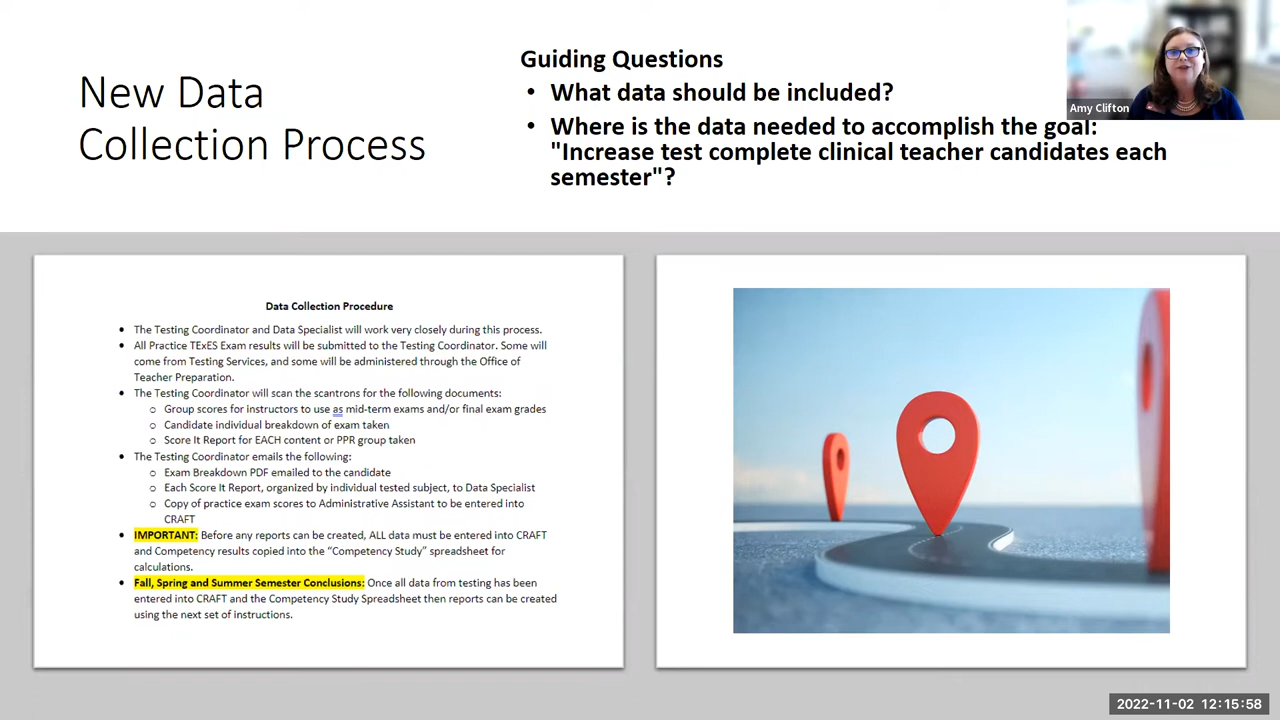 New Data
Collection Process
Guiding Questions
• What data should be included?
• Where is the data needed to accomplish the goal:
"Increase test complete clinical teacher candidates each
semester"?
Amy Clifton
Data Collection Procedure
• The Testing Coordinator and Data Specialist will work very closely during this process.
• All Practice TExES Exam results will be submitted to the Testing Coordinator. Some will
come from Testing Services, and some will be administered through the Office of
Teacher Preparation.
• The Testing Coordinator will scan the scantrons for the following documents:
o Group scores for instructors to use as mid-term exams and/or final exam grades
o Candidate individual breakdown of exam taken
o Score It Report for EACH content or PPR group taken
• The Testing Coordinator emails the following:
o Exam Breakdown PDF emailed to the candidate
o Each Score It Report, organized by individual tested subject, to Data Specialist
o Copy of practice exam scores to Administrative Assistant to be entered into
CRAFT
• IMPORTANT: Before any reports can be created, ALL data must be entered into CRAFT
and Competency results copied into the “Competency Study” spreadsheet for
calculations.
• Fall, Spring and Summer Semester Conclusions: Once all data from testing has been
entered into CRAFT and the Competency Study Spreadsheet then reports can be created
using the next set of instructions.
2022-11-02 12:15:58